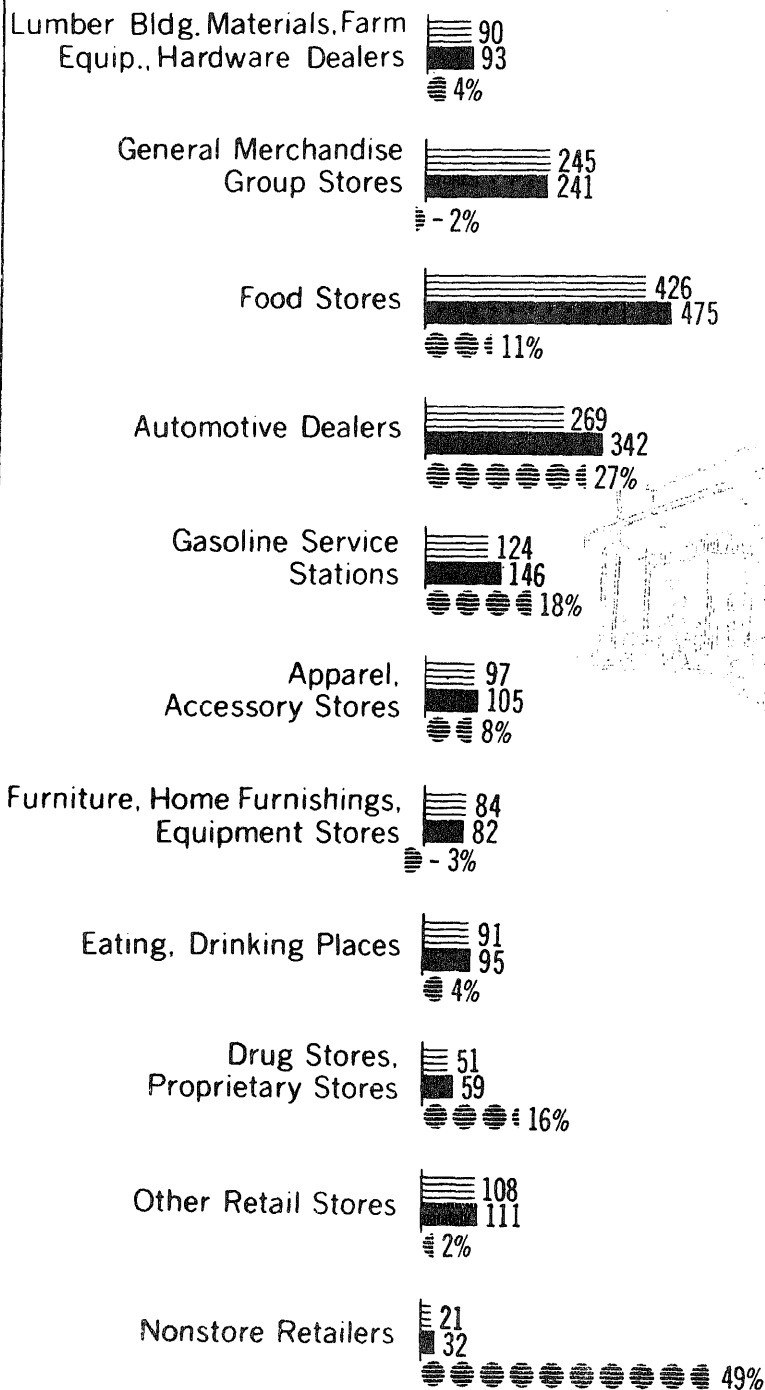 Lumber Bldg. Materials, Farm
Equip., Hardware Dealers
90
93
4%
General Merchandise
Group Stores
245
241
- 2%
Food Stores
426
475
11%
Automotive Dealers
269
342
27%
Gasoline Service
Stations
124
146
18%
Apparel,
Accessory Stores
97
105
8%
Furniture, Home Furnishings,
Equipment Stores
84
82
- 3%
Eating, Drinking Places
91
95
4%
Drug Stores,
Proprietary Stores
51
59
16%
Other Retail Stores
108
111
2%
Nonstore Retailers
21
32
49%